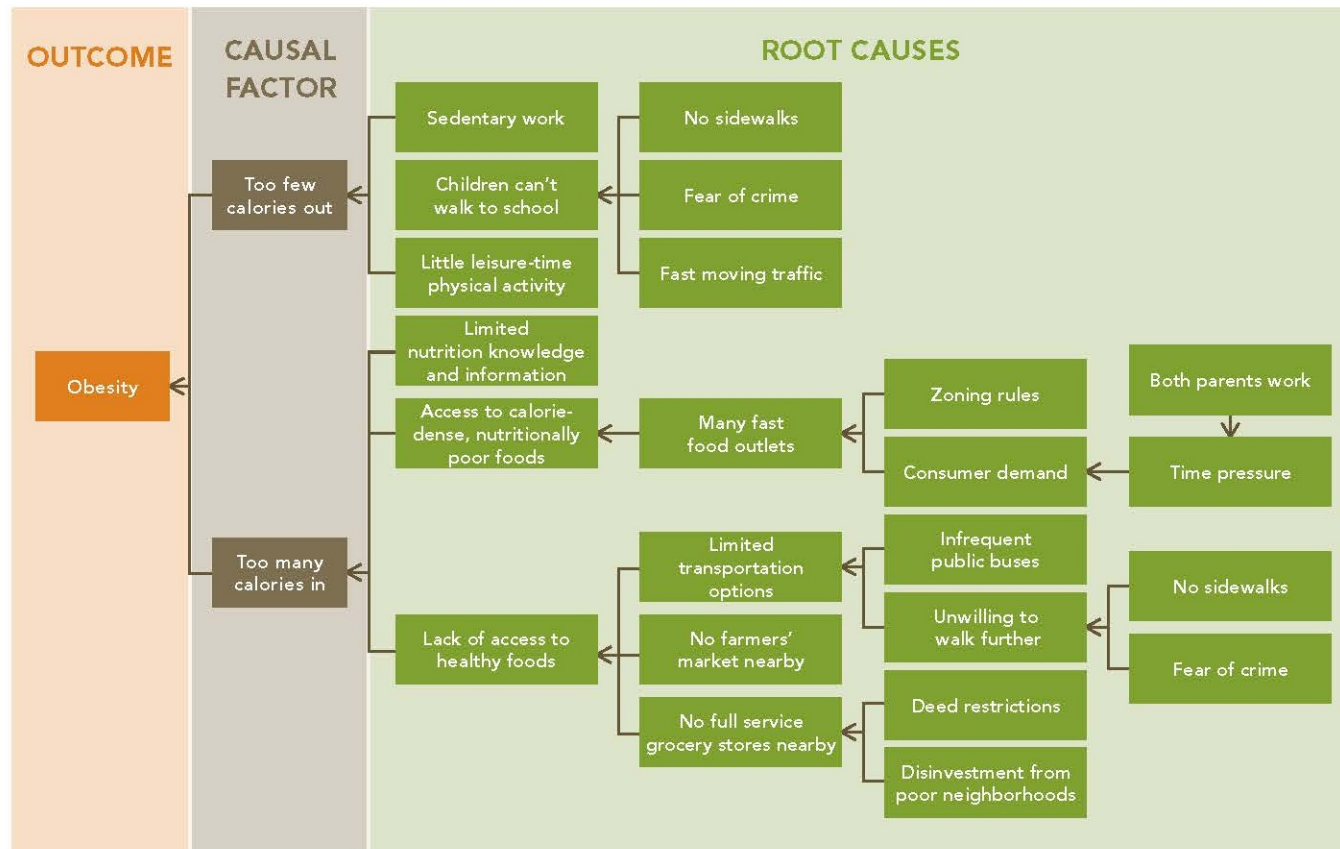 OUTCOME
CAUSAL
FACTOR
ROOT CAUSES
Sedentary work
No sidewalks
Too few
calories out
Children can't
walk to school
Fear of crime
Little leisure-time
physical activity
Fast moving traffic
Limited
nutrition knowledge
and information
Obesity
Access to calorie-
dense, nutritionally
poor foods
Many fast
food outlets
Zoning rules
Both parents work
Consumer demand
Time pressure
Too many
calories in
Limited
transportation
options
Infrequent
public buses
Unwilling to
walk further
No sidewalks
Fear of crime
Lack of access to
healthy foods
No farmers'
market nearby
No full service
grocery stores nearby
Deed restrictions
Disinvestment from
poor neighborhoods